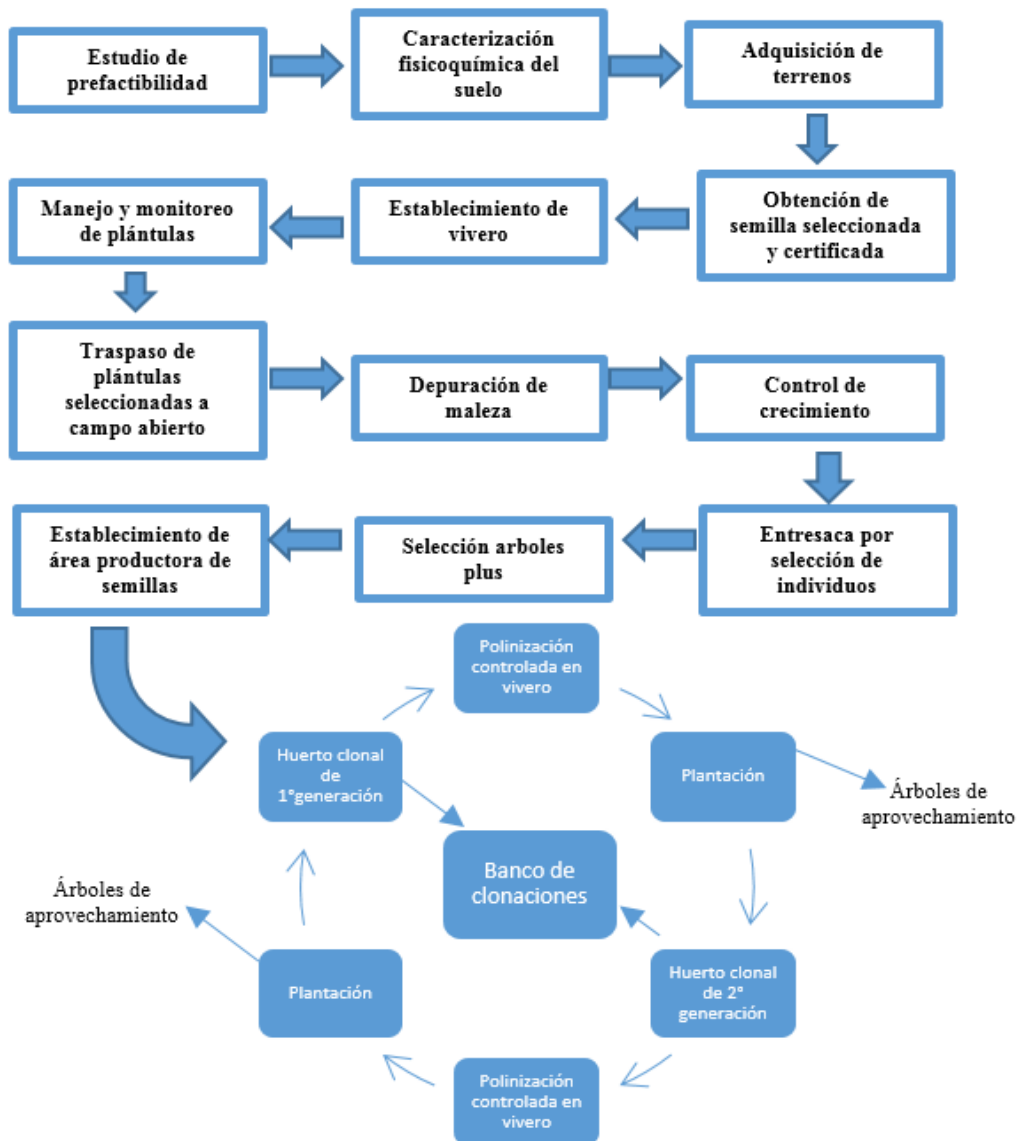 Estudio de
prefactibilidad
Caracterización
fisicoquímica del
suelo
Adquisición de
terrenos
Obtención de
semilla seleccionada
y certificada
Establecimiento de
vivero
Manejo y monitoreo
de plántulas
Traspaso de
plántulas
seleccionadas a
campo abierto
Depuración de
maleza
Control de
crecimiento
Entresaca por
selección de
individuos
Selección arboles
plus
Establecimiento de
área productora de
semillas
Huerto clonal
de
1°generación
Polinización
controlada en
vivero
Plantación
Árboles de
aprovechamiento
Huerto clonal
de 2°
generación
Polinización
controlada en
vivero
Plantación
Árboles de
aprovechamiento
Banco de
clonaciones